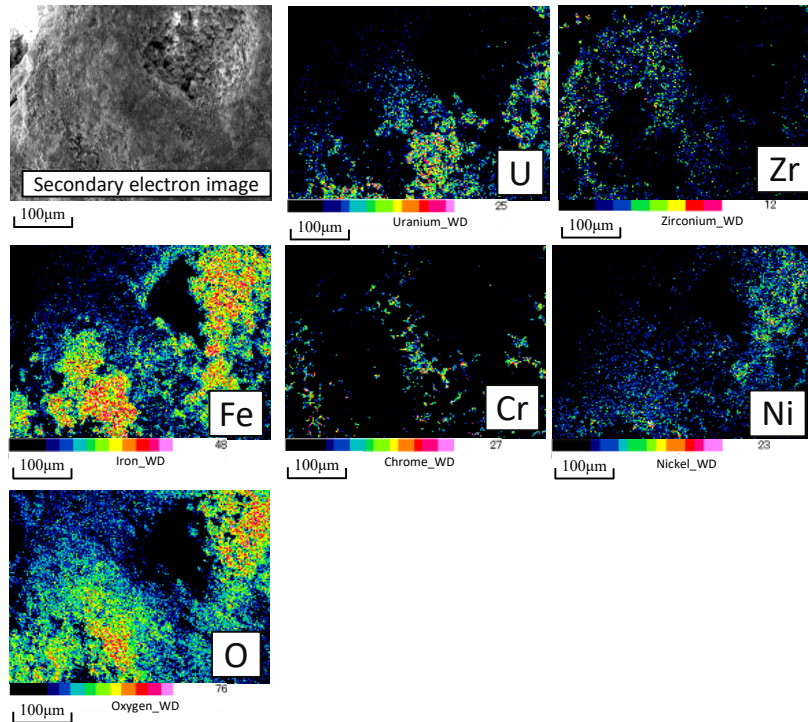 Secondary electron image
100μm
U
25
100μm
Uranium_WD
Zr
12
100μm
Zirconium_WD
Fe
48
100μm
Iron_WD
Cr
27
100μm
Chrome_WD
Ni
23
100μm
Nickel_WD
O
76
100μm
Oxygen_WD